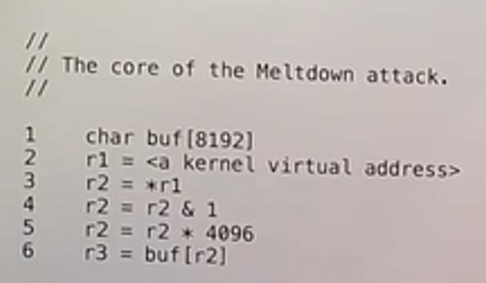 //
// The core of the Meltdown attack.
//
1 char buf[8192]
2 r1 = <a kernel virtual address>
3 r2 = *r1
4 r2 = r2 & 1
5 r2 = r2 * 4096
6 r3 = buf[r2]